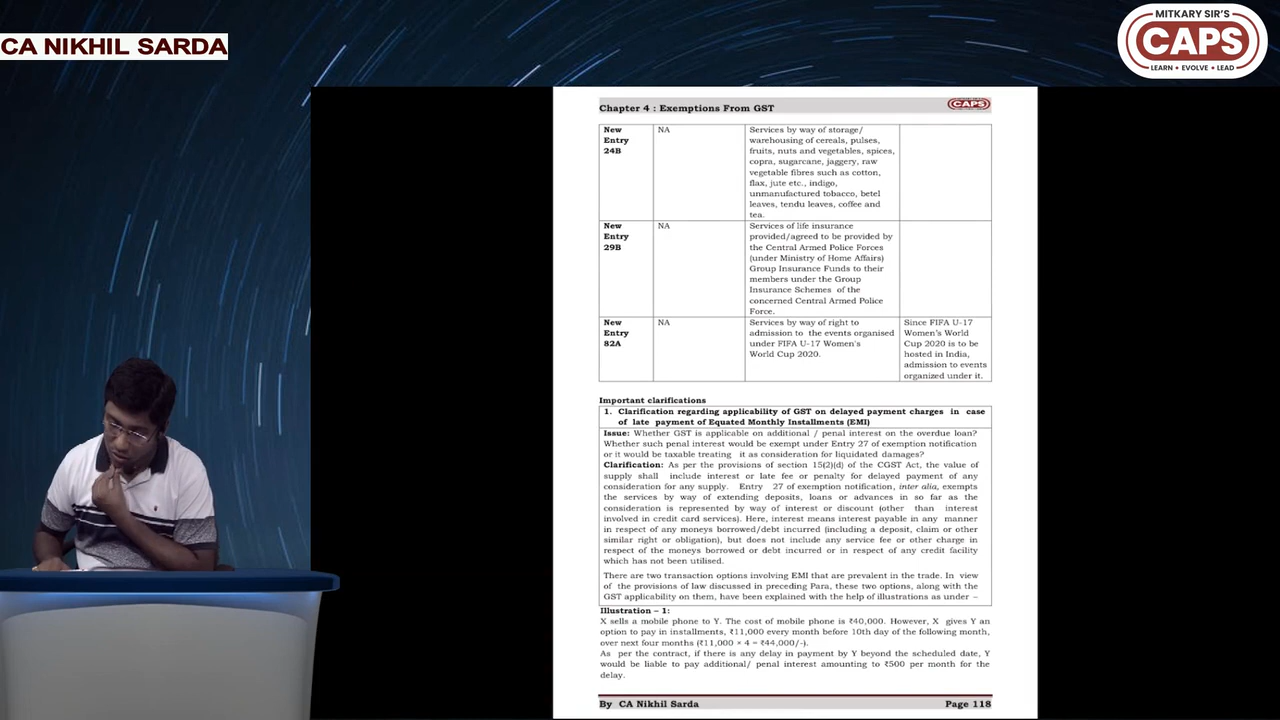 CA NIKHIL SARDA
MITKARY SIR'S
CAPS
LEARN • EVOLVE • LEAD
Chapter 4 : Exemptions From GST
CAPS
New
Entry
24B
NA
Services by way of storage/
warehousing of cereals, pulses,
fruits, nuts and vegetables, spices,
copra, sugarcane, jaggery, raw
vegetable fibres such as cotton,
flax, jute etc., indigo,
unmanufactured tobacco, betel
leaves, tendu leaves, coffee and
tea.
New
Entry
29B
NA
Services of life insurance
provided/agreed to be provided by
the Central Armed Police Forces
(under Ministry of Home Affairs)
Group Insurance Funds to their
members under the Group
Insurance Schemes of the
concerned Central Armed Police
Force.
New
Entry
82A
NA
Services by way of right to
admission to the events organised
under FIFA U-17 Women's
World Cup 2020.
Since FIFA U-17
Women's World
Cup 2020 is to be
hosted in India,
admission to events
organized under it.
Important clarifications
1. Clarification regarding applicability of GST on delayed payment charges in case
of late payment of Equated Monthly Installments (EMI)
Issue: Whether GST is applicable on additional / penal interest on the overdue loan?
Whether such penal interest would be exempt under Entry 27 of exemption notification
or it would be taxable treating it as consideration for liquidated damages?
Clarification: As per the provisions of section 15(2)(d) of the CGST Act, the value of
supply shall include interest or late fee or penalty for delayed payment of any
consideration for any supply. Entry 27 of exemption notification, inter alia, exempts
the services by way of extending deposits, loans or advances in so far as the
consideration is represented by way of interest or discount (other than interest
involved in credit card services). Here, interest means interest payable in any manner
in respect of any moneys borrowed/debt incurred (including a deposit, claim or other
similar right or obligation), but does not include any service fee or other charge in
respect of the moneys borrowed or debt incurred or in respect of any credit facility
which has not been utilised.
There are two transaction options involving EMI that are prevalent in the trade. In view
of the provisions of law discussed in preceding Para, these two options, along with the
GST applicability on them, have been explained with the help of illustrations as under –
Illustration – 1:
X sells a mobile phone to Y. The cost of mobile phone is ₹40,000. However, X gives Y an
option to pay in installments, ₹11,000 every month before 10th day of the following month,
over next four months (₹11,000 × 4 = ₹44,000/-).
As per the contract, if there is any delay in payment by Y beyond the scheduled date, Y
would be liable to pay additional/ penal interest amounting to ₹500 per month for the
delay.
By CA Nikhil Sarda
Page 118